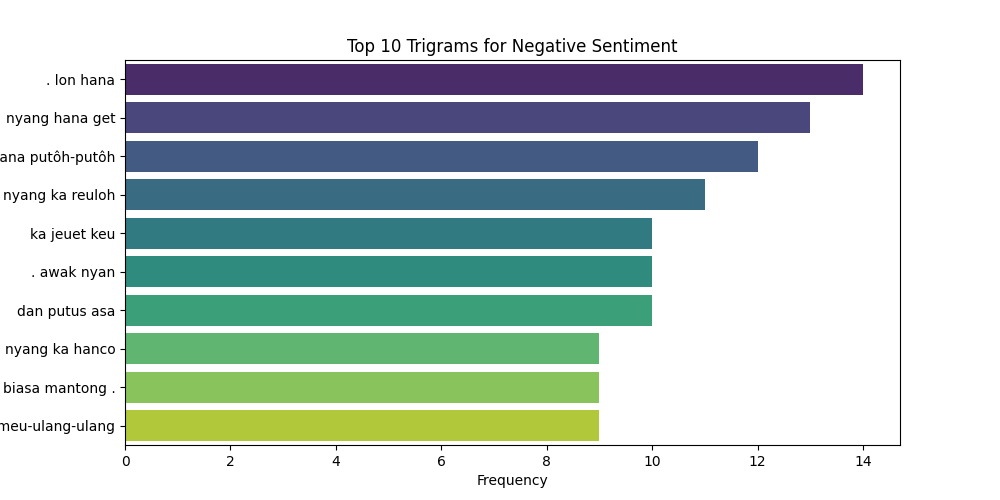 Top 10 Trigrams for Negative Sentiment
. lon hana
nyang hana get
putôh-putôh
nyang ka reuloh
ka jeuet keu
. awak nyan
dan putus asa
nyang ka hanco
biasa mantong .
meu-ulang-ulang
0 2 4 6 8 10 12 14
Frequency